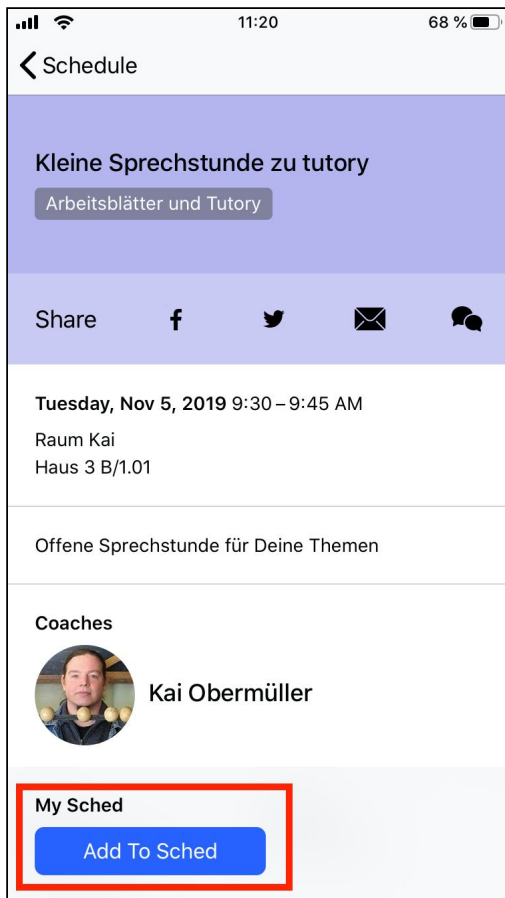 11:20
68 %
Schedule
Kleine Sprechstunde zu tutory
Arbeitsblätter und Tutory
Share
Tuesday, Nov 5, 2019 9:30 – 9:45 AM
Raum Kai
Haus 3 B/1.01
Offene Sprechstunde für Deine Themen
Coaches
Kai Obermüller
My Sched
Add To Sched